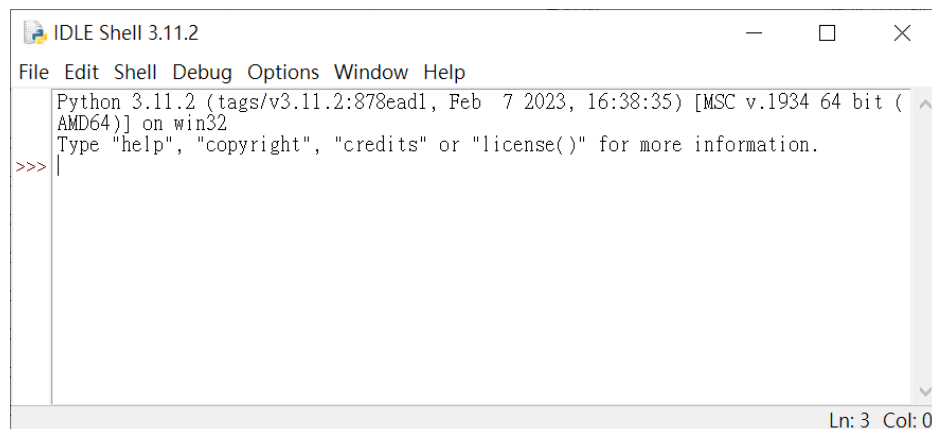 IDLE Shell 3.11.2
File Edit Shell Debug Options Window Help
Python 3.11.2 (tags/v3.11.2:878ead1, Feb  7 2023, 16:38:35) [MSC v.1934 64 bit (
AMD64)] on win32
Type "help", "copyright", "credits" or "license()" for more information.
>>>
Ln: 3 Col: 0